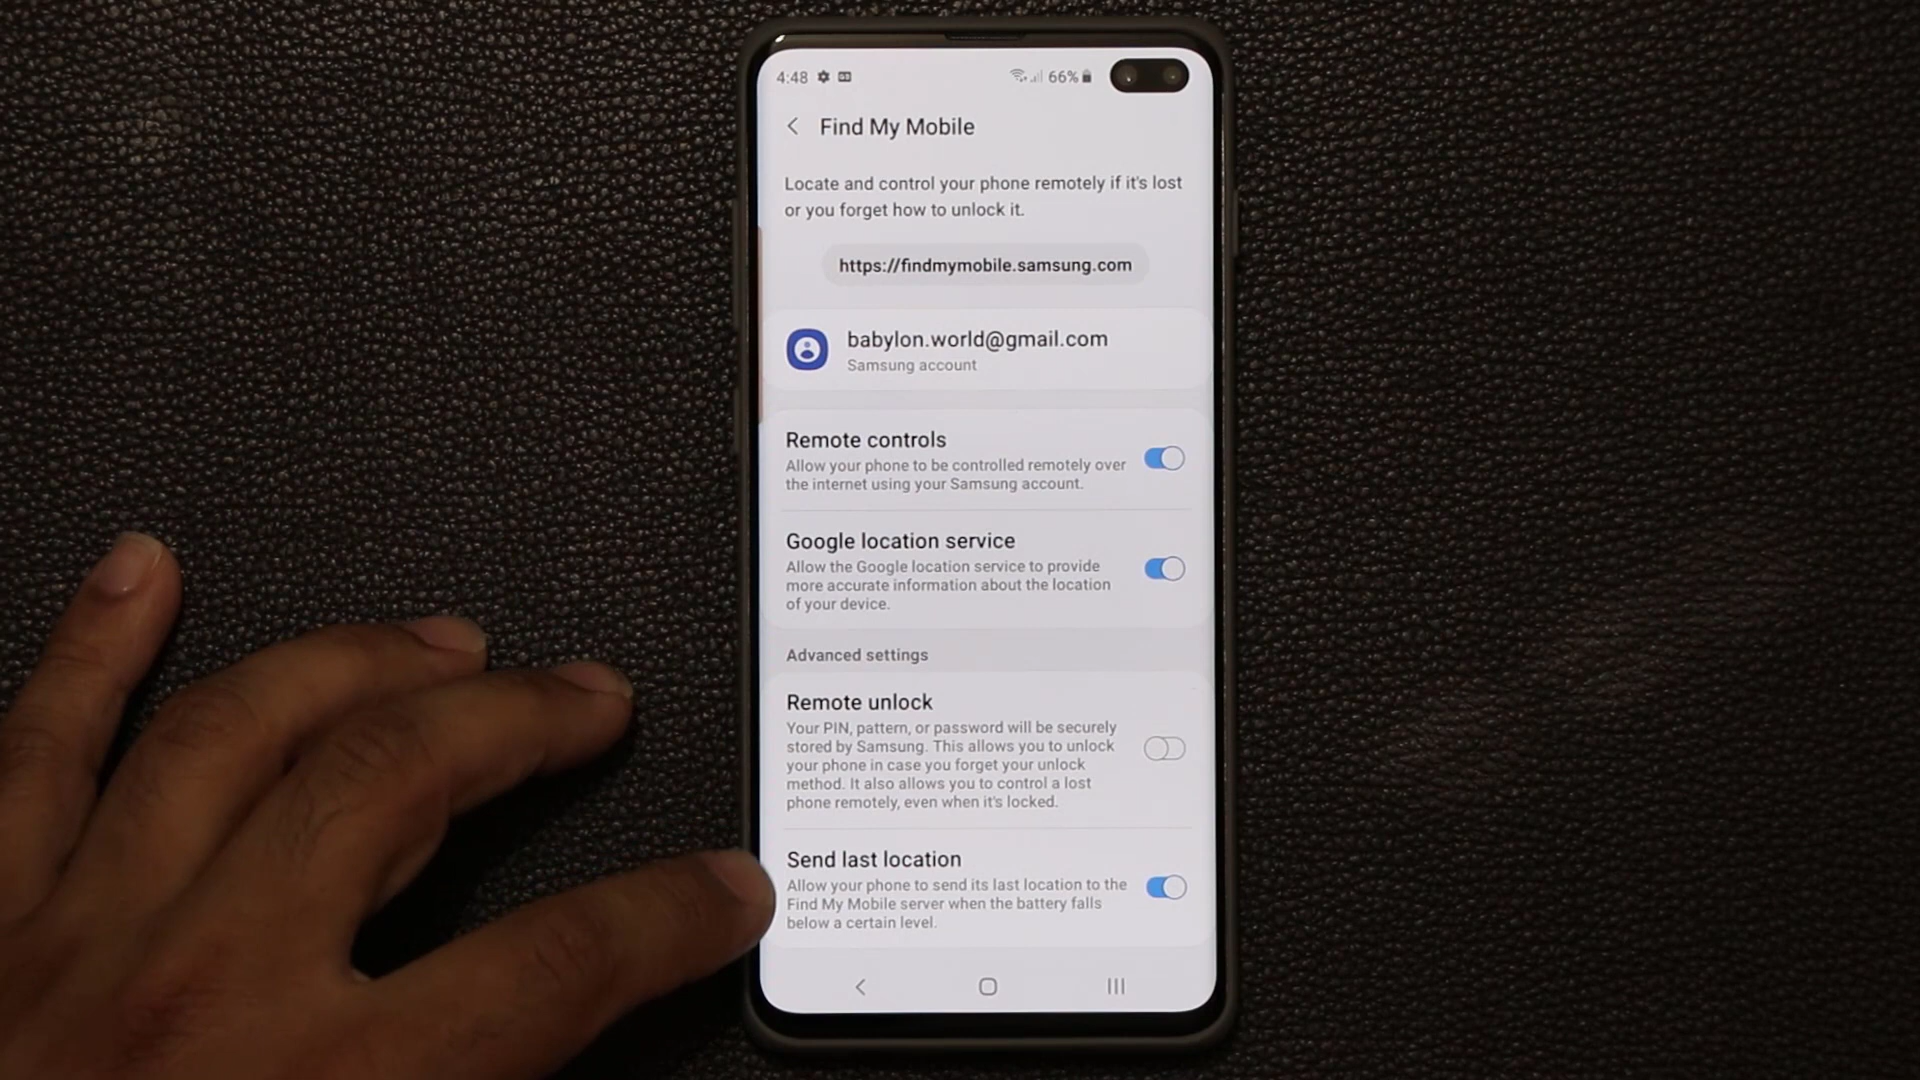 4:48 66%
Find My Mobile
Locate and control your phone remotely if it's lost
or you forget how to unlock it.
https://findmymobile.samsung.com
babylon.world@gmail.com
Samsung account
Remote controls
Allow your phone to be controlled remotely over
the internet using your Samsung account.
Google location service
Allow the Google location service to provide
more accurate information about the location
of your device.
Advanced settings
Remote unlock
Your PIN, pattern, or password will be securely
stored by Samsung. This allows you to unlock
your phone in case you forget your unlock
method. It also allows you to control a lost
phone remotely, even when it's locked.
Send last location
Allow your phone to send its last location to the
Find My Mobile server when the battery falls
below a certain level.